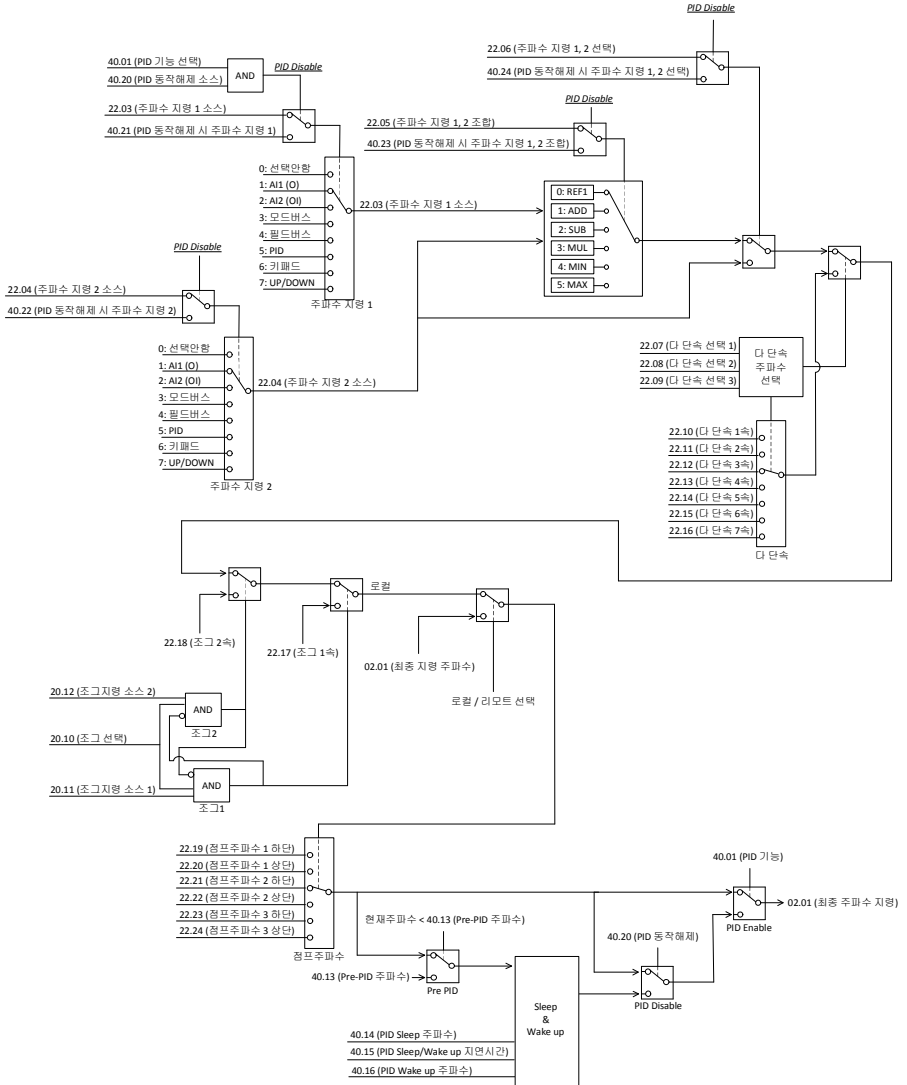 PID Disable
22.06 (주파수 지령 1, 2 선택)
40.24 (PID 동작해제 시 주파수 지령 1, 2 선택)
40.01 (PID 기능 선택)
40.20 (PID 동작해제 소스)
AND
PID Disable
22.03 (주파수 지령 1 소스)
40.21 (PID 동작해제 시 주파수 지령 1)
PID Disable
22.05 (주파수 지령 1, 2 조합)
40.23 (PID 동작해제 시 주파수 지령 1, 2 조합)
0: 선택안함
1: AI1 (O)
2: AI2 (OI)
3: 모드버스
4: 필드버스
5: PID
6: 키패드
7: UP/DOWN
주파수 지령 1
22.03 (주파수 지령 1 소스)
0: REF1
1: ADD
2: SUB
3: MUL
4: MIN
5: MAX
PID Disable
22.04 (주파수 지령 2 소스)
40.22 (PID 동작해제 시 주파수 지령 2)
0: 선택안함
1: AI1 (O)
2: AI2 (OI)
3: 모드버스
4: 필드버스
5: PID
6: 키패드
7: UP/DOWN
주파수 지령 2
22.04 (주파수 지령 2 소스)
22.07 (다 단속 선택 1)
22.08 (다 단속 선택 2)
22.09 (다 단속 선택 3)
다 단속
주파수
선택
22.10 (다 단속 1속)
22.11 (다 단속 2속)
22.12 (다 단속 3속)
22.13 (다 단속 4속)
22.14 (다 단속 5속)
22.15 (다 단속 6속)
22.16 (다 단속 7속)
다 단속
로컬
22.18 (조그 2속)
22.17 (조그 1속)
02.01 (최종 지령 주파수)
로컬 / 리모트 선택
20.12 (조그지령 소스 2)
AND
조그2
20.10 (조그 선택)
20.11 (조그지령 소스 1)
AND
조그1
22.19 (점프주파수 1 하단)
22.20 (점프주파수 1 상단)
22.21 (점프주파수 2 하단)
22.22 (점프주파수 2 상단)
22.23 (점프주파수 3 하단)
22.24 (점프주파수 3 상단)
점프주파수
40.01 (PID 기능)
02.01 (최종 주파수 지령)
PID Enable
현재주파수 < 40.13 (Pre-PID 주파수)
40.13 (Pre-PID 주파수)
Pre PID
40.20 (PID 동작해제)
PID Disable
Sleep
&
Wake up
40.14 (PID Sleep 주파수)
40.15 (PID Sleep/Wake up 지연시간)
40.16 (PID Wake up 주파수)